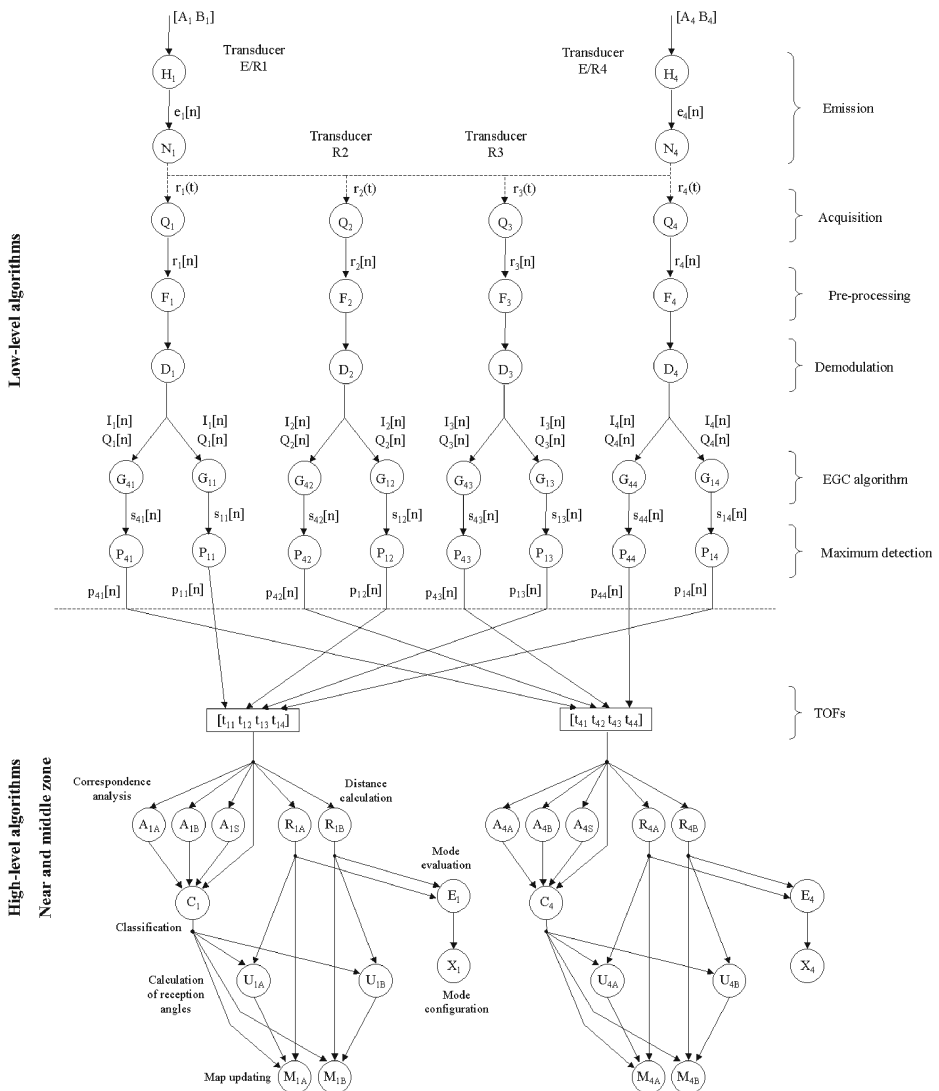 [A₁ B₁] [A₄ B₄]
Transducer Transducer
E/R1 E/R4
H₁ H₄
Emission
e₁[n] e₄[n]
Transducer Transducer
R2 R3
N₁ N₄
r₁(t) r₂(t) r₃(t) r₄(t)
Q₁ Q₂ Q₃ Q₄ Acquisition
r₁[n] r₂[n] r₃[n] r₄[n]
F₁ F₂ F₃ F₄ Pre-processing
Low-level algorithms
D₁ D₂ D₃ D₄ Demodulation
I₁[n] I₁[n] I₂[n] I₂[n] I₃[n] I₃[n] I₄[n] I₄[n]
Q₁[n] Q₁[n] Q₂[n] Q₂[n] Q₃[n] Q₃[n] Q₄[n] Q₄[n]
G₄₁ G₁₁ G₄₂ G₁₂ G₄₃ G₁₃ G₄₄ G₁₄ EGC algorithm
s₄₁[n] s₁₁[n] s₄₂[n] s₁₂[n] s₄₃[n] s₁₃[n] s₄₄[n] s₁₄[n]
P₄₁ P₁₁ P₄₂ P₁₂ P₄₃ P₁₃ P₄₄ P₁₄ Maximum detection
p₄₁[n] p₁₁[n] p₄₂[n] p₁₂[n] p₄₃[n] p₁₃[n] p₄₄[n] p₁₄[n]
[t₁₁ t₁₂ t₁₃ t₁₄] [t₄₁ t₄₂ t₄₃ t₄₄] TOFs
High-level algorithms
Near and middle zone
Correspondence
analysis
Distance
calculation
A₁A A₁B A₁S R₁A R₁B A₄A A₄B A₄S R₄A R₄B
Mode
evaluation
C₁ E₁ C₄ E₄
Classification
U₁A U₁B X₁ U₄A U₄B X₄
Calculation
of reception
angles
Mode
configuration
Map updating M₁A M₁B M₄A M₄B